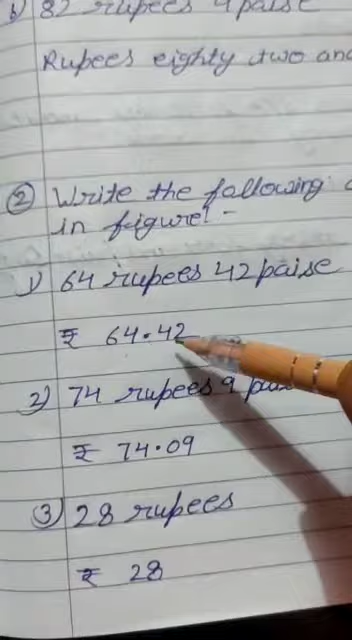 b) 82 rupees 9 paise
Rupees eighty two and
② Write the following
in figure! -
1) 64 rupees 42 paise
₹ 64.42
2) 74 rupees 9
₹ 74.09
③ 28 rupees
₹ 28